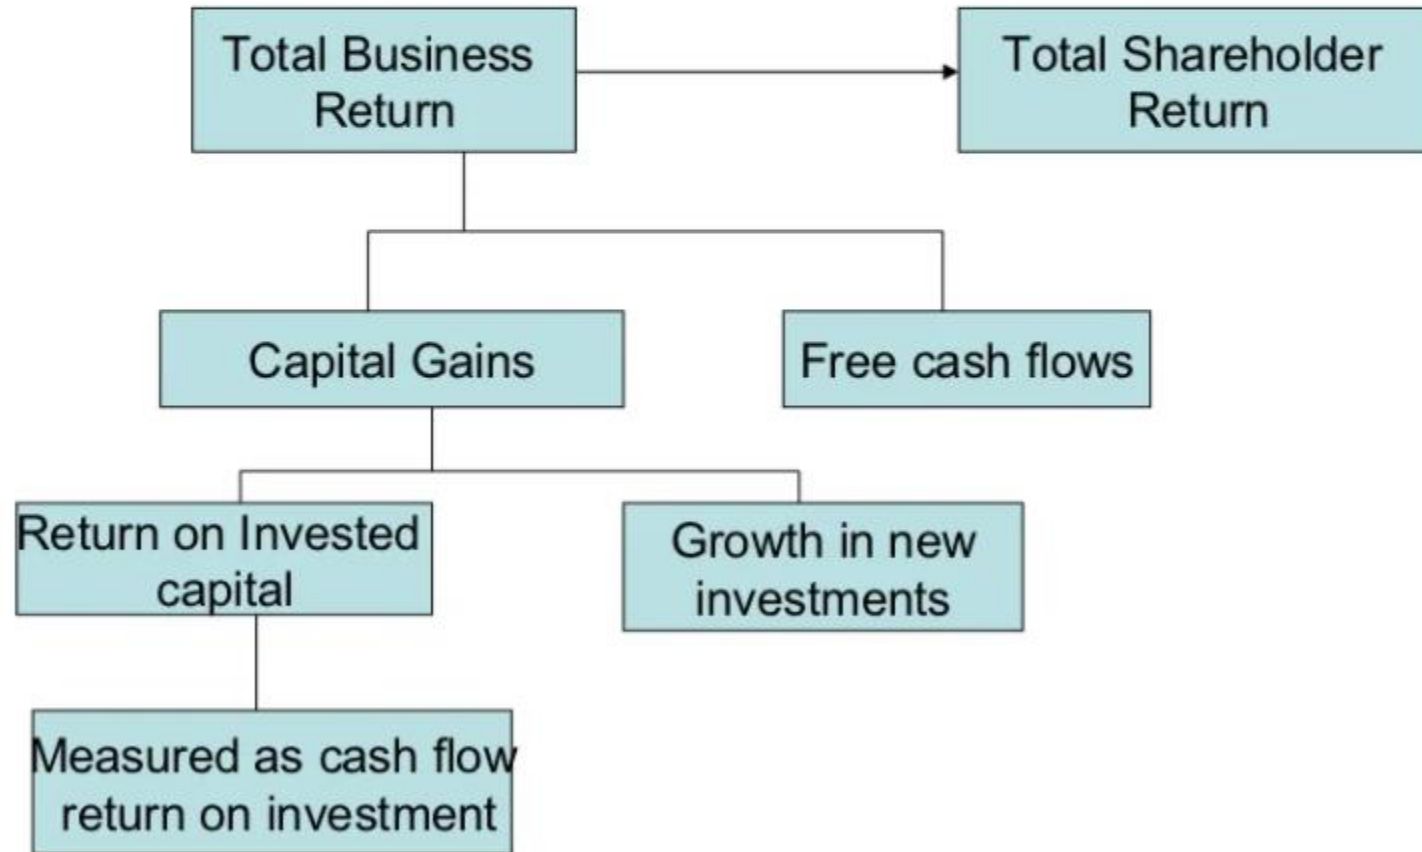 Total Business
Return
Total Shareholder
Return
Capital Gains
Free cash flows
Return on Invested
capital
Growth in new
investments
Measured as cash flow
return on investment